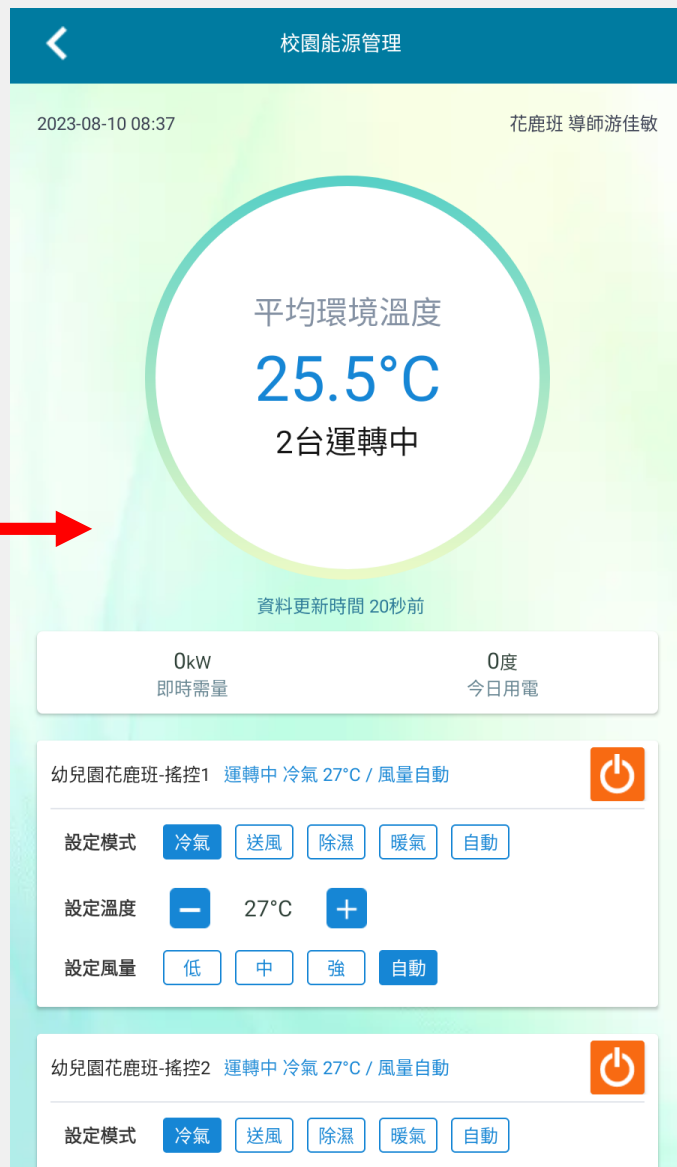 校園能源管理
2023-08-10 08:37 花鹿班 導師游佳敏
平均環境溫度
25.5°C
2台運轉中
資料更新時間 20秒前
0kW 0度
即時需量 今日用電
幼兒園花鹿班-搖控1 運轉中 冷氣 27°C / 風量自動
設定模式 冷氣 送風 除濕 暖氣 自動
設定溫度 － 27°C ＋
設定風量 低 中 強 自動
幼兒園花鹿班-搖控2 運轉中 冷氣 27°C / 風量自動
設定模式 冷氣 送風 除濕 暖氣 自動